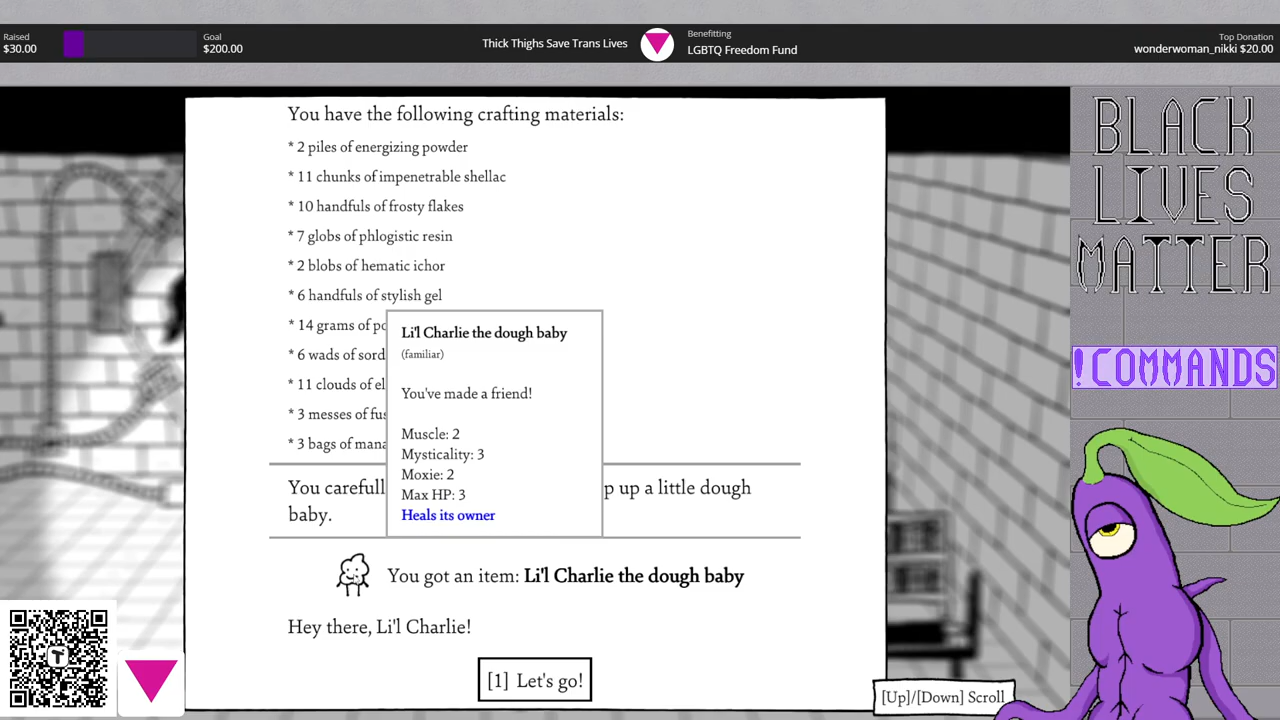 Raised
$30.00
Goal
$200.00
Thick Thighs Save Trans Lives
Benefitting
LGBTQ Freedom Fund
Top Donation
wonderwoman_nikki $20.00
You have the following crafting materials:
* 2 piles of energizing powder
* 11 chunks of impenetrable shellac
* 10 handfuls of frosty flakes
* 7 globs of phlogistic resin
* 2 blobs of hematic ichor
* 6 handfuls of stylish gel
* 14 grams of po
* 6 wads of sord
* 11 clouds of el
* 3 messes of fus
* 3 bags of mana
Li'l Charlie the dough baby
(familiar)
You've made a friend!
Muscle: 2
Mysticality: 3
Moxie: 2
Max HP: 3
Heals its owner
You carefull p up a little dough
baby.
You got an item: Li'l Charlie the dough baby
Hey there, Li'l Charlie!
[1] Let's go!
[Up]/[Down] Scroll
BLACK
LIVES
MATTER
!COMMANDS
T